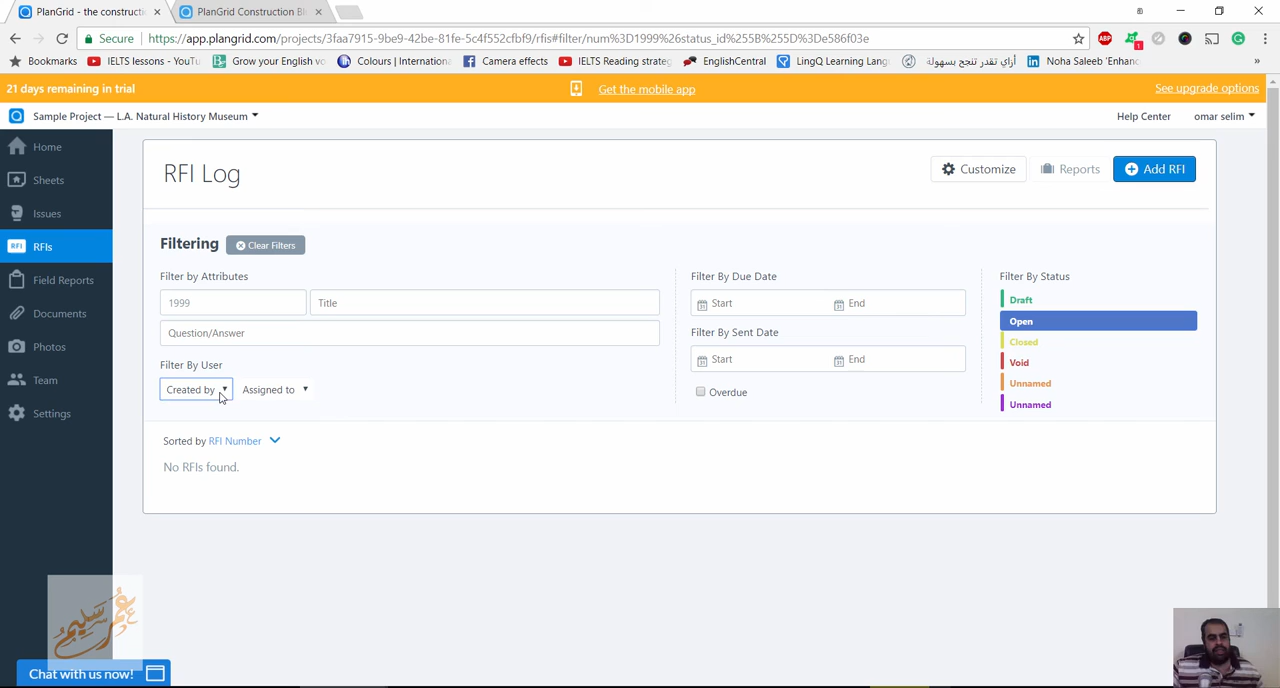 PlanGrid - the constructi
PlanGrid Construction Bl
Secure
https://app.plangrid.com/projects/3faa7915-9be9-42be-81fe-5c4f552cfbf9/rfis#filter/num%3D1999%26status_id%255B%255D%3De586f03e
Bookmarks
IELTS lessons - YouTu
Grow your English vo
Colours | Internationa
Camera effects
IELTS Reading strateg
EnglishCentral
LingQ Learning Lang
أزاي تقدر تنجح بسهولة
Noha Saleeb 'Enhanc
»
21 days remaining in trial
Get the mobile app
See upgrade options
Sample Project — L.A. Natural History Museum
Help Center
omar selim
Home
Sheets
Issues
RFI RFIs
Field Reports
Documents
Photos
Team
Settings
RFI Log
Customize
Reports
Add RFI
Filtering
Clear Filters
Filter by Attributes
1999
Title
Question/Answer
Filter By User
Created by
Assigned to
Filter By Due Date
Start
End
Filter By Sent Date
Start
End
Overdue
Filter By Status
Draft
Open
Closed
Void
Unnamed
Unnamed
Sorted by RFI Number
No RFIs found.
عمر سليم
Chat with us now!